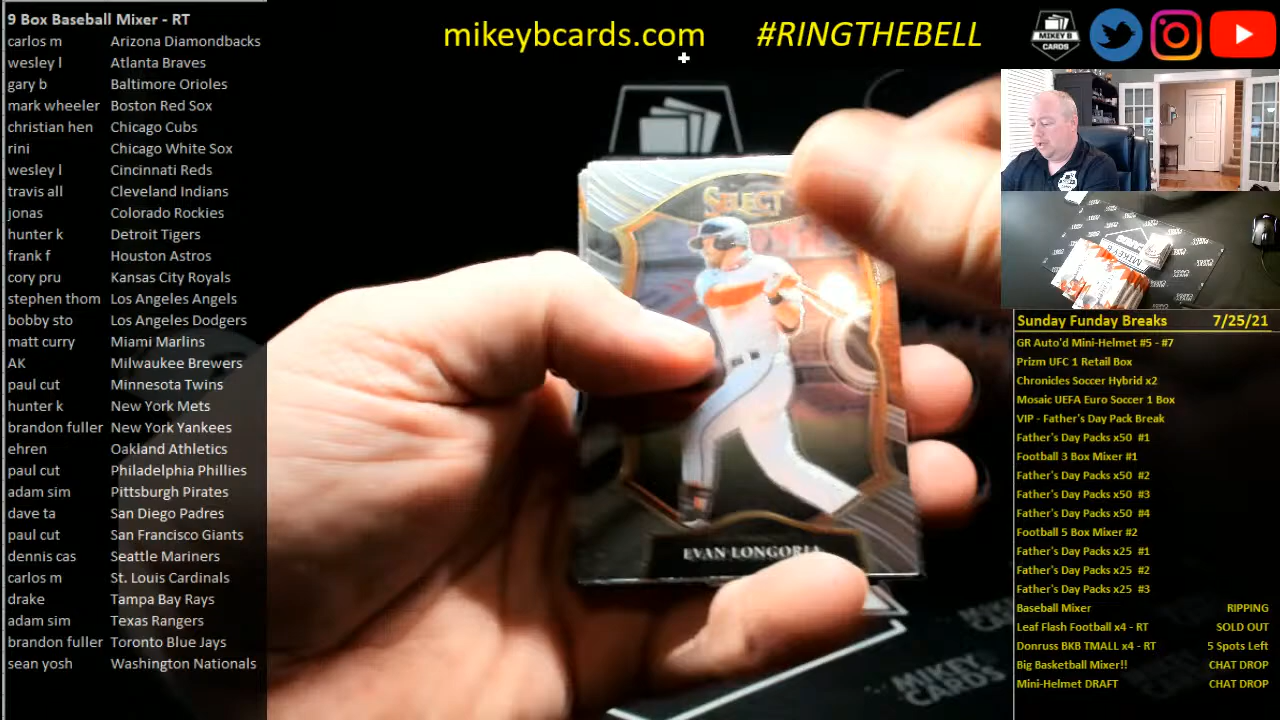 9 Box Baseball Mixer - RT
carlos m Arizona Diamondbacks
wesley l Atlanta Braves
gary b Baltimore Orioles
mark wheeler Boston Red Sox
christian hen Chicago Cubs
rini Chicago White Sox
wesley l Cincinnati Reds
travis all Cleveland Indians
jonas Colorado Rockies
hunter k Detroit Tigers
frank f Houston Astros
cory pru Kansas City Royals
stephen thom Los Angeles Angels
bobby sto Los Angeles Dodgers
matt curry Miami Marlins
AK Milwaukee Brewers
paul cut Minnesota Twins
hunter k New York Mets
brandon fuller New York Yankees
ehren Oakland Athletics
paul cut Philadelphia Phillies
adam sim Pittsburgh Pirates
dave ta San Diego Padres
paul cut San Francisco Giants
dennis cas Seattle Mariners
carlos m St. Louis Cardinals
drake Tampa Bay Rays
adam sim Texas Rangers
brandon fuller Toronto Blue Jays
sean yosh Washington Nationals
mikeybcards.com #RINGTHEBELL
MIKEY B
CARDS
SELECT
EVAN LONGORIA
MIKEY
CARDS
MIKEY B
Sunday Funday Breaks 7/25/21
GR Auto'd Mini-Helmet #5 - #7
Prizm UFC 1 Retail Box
Chronicles Soccer Hybrid x2
Mosaic UEFA Euro Soccer 1 Box
VIP - Father's Day Pack Break
Father's Day Packs x50 #1
Football 3 Box Mixer #1
Father's Day Packs x50 #2
Father's Day Packs x50 #3
Father's Day Packs x50 #4
Football 5 Box Mixer #2
Father's Day Packs x25 #1
Father's Day Packs x25 #2
Father's Day Packs x25 #3
Baseball Mixer RIPPING
Leaf Flash Football x4 - RT SOLD OUT
Donruss BKB TMALL x4 - RT 5 Spots Left
Big Basketball Mixer!! CHAT DROP
Mini-Helmet DRAFT CHAT DROP